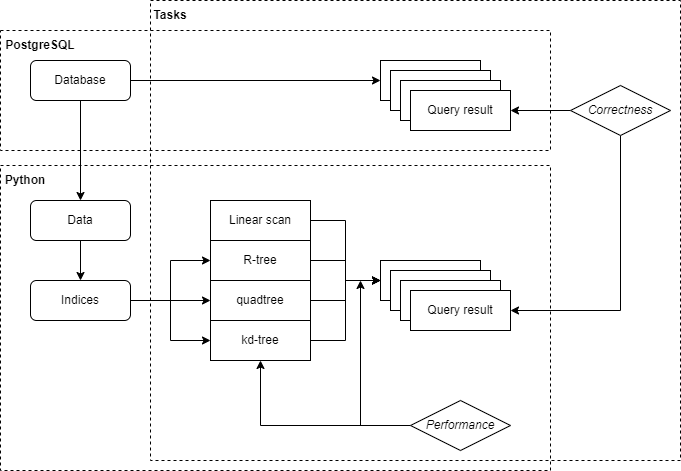 Tasks
PostgreSQL
Database
Query result
Correctness
Python
Data
Linear scan
R-tree
Indices
quadtree
Query result
kd-tree
Performance